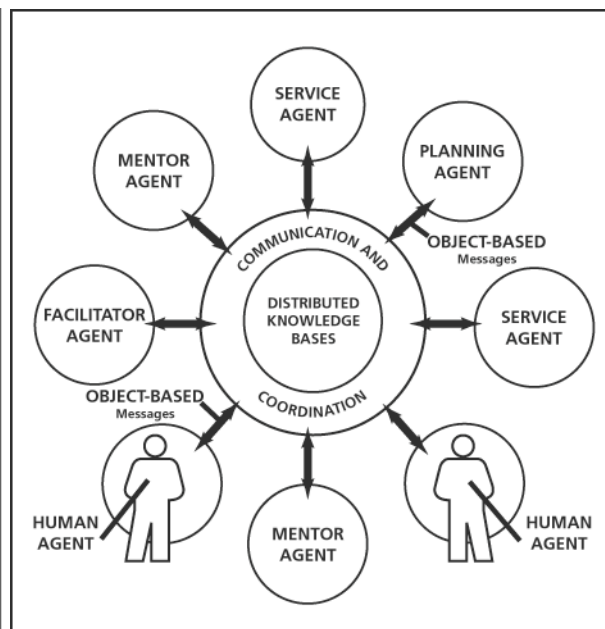 SERVICE
AGENT
MENTOR
AGENT
PLANNING
AGENT
COMMUNICATION AND
OBJECT-BASED
Messages
FACILITATOR
AGENT
DISTRIBUTED
KNOWLEDGE
BASES
SERVICE
AGENT
OBJECT-BASED
Messages
COORDINATION
HUMAN
AGENT
MENTOR
AGENT
HUMAN
AGENT